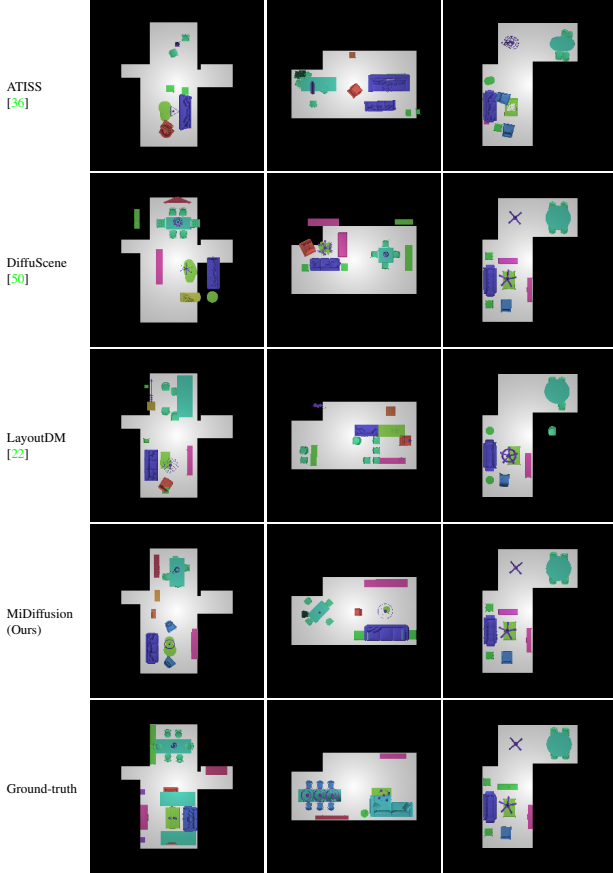 ATISS
[36]
DiffuScene
[50]
LayoutDM
[22]
MiDiffusion
(Ours)
Ground-truth